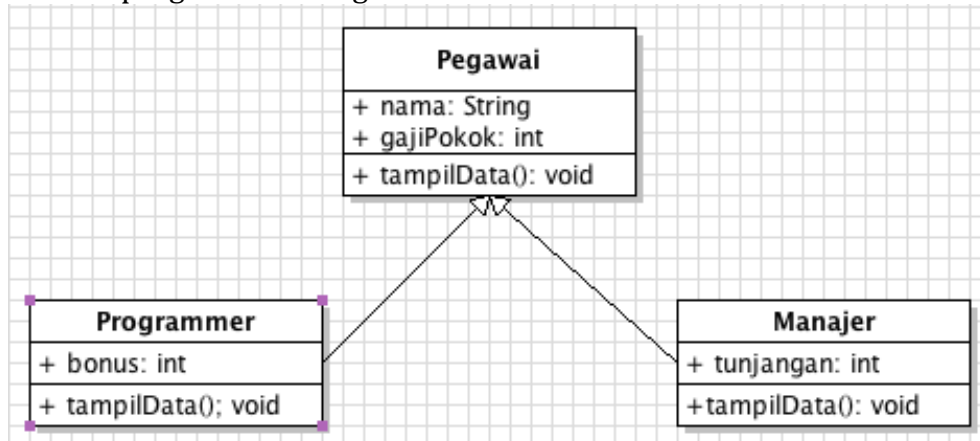 Pegawai
+ nama: String
+ gajiPokok: int
+ tampilData(): void
Programmer
+ bonus: int
+ tampilData(); void
Manajer
+ tunjangan: int
+tampilData(): void